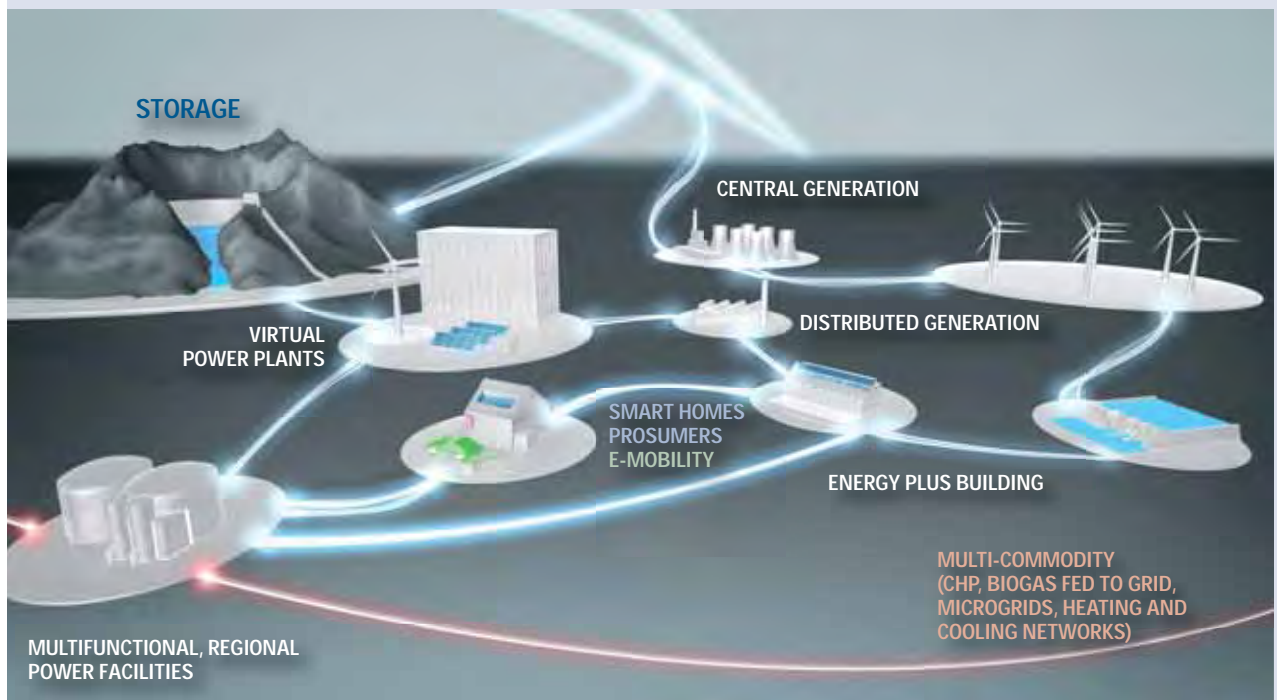 STORAGE
CENTRAL GENERATION
VIRTUAL
POWER PLANTS
DISTRIBUTED GENERATION
SMART HOMES
PROSUMERS
E-MOBILITY
ENERGY PLUS BUILDING
MULTI-COMMODITY
(CHP, BIOGAS FED TO GRID,
MICROGRIDS, HEATING AND
COOLING NETWORKS)
MULTIFUNCTIONAL, REGIONAL
POWER FACILITIES